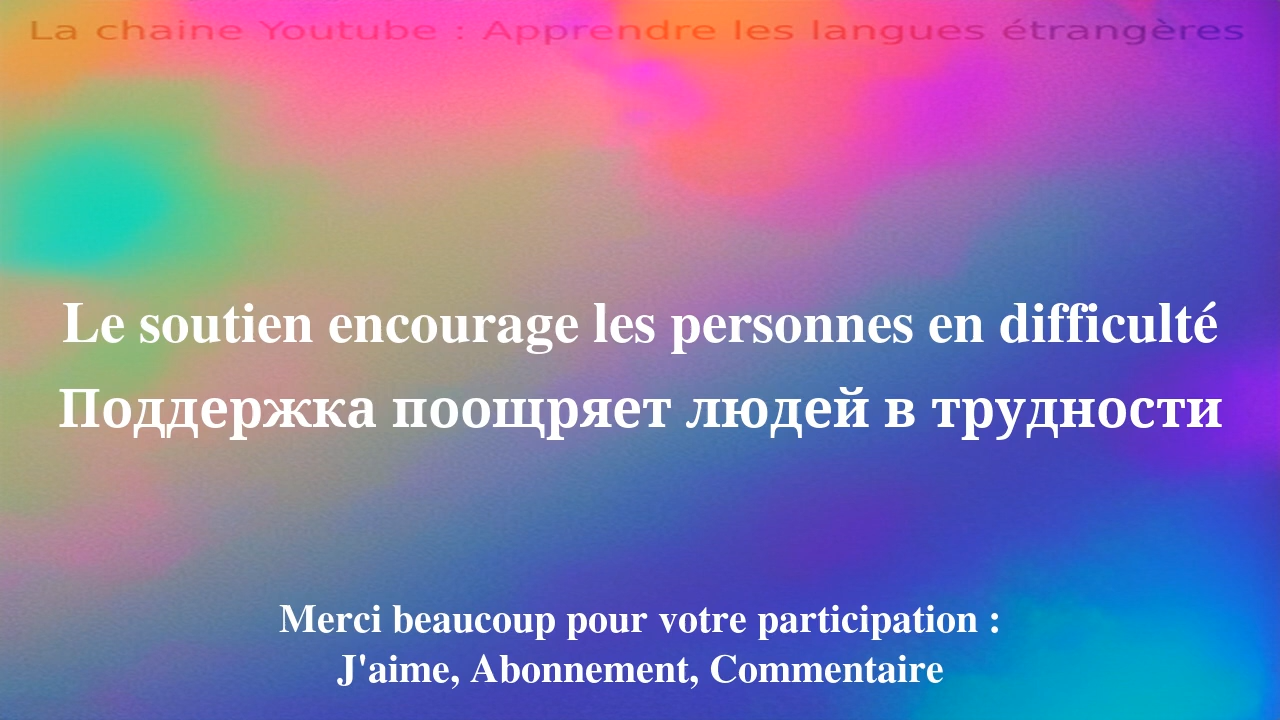 La chaine Youtube : Apprendre les langues étrangères
Le soutien encourage les personnes en difficulté
Поддержка поощряет людей в трудности
Merci beaucoup pour votre participation :
J'aime, Abonnement, Commentaire